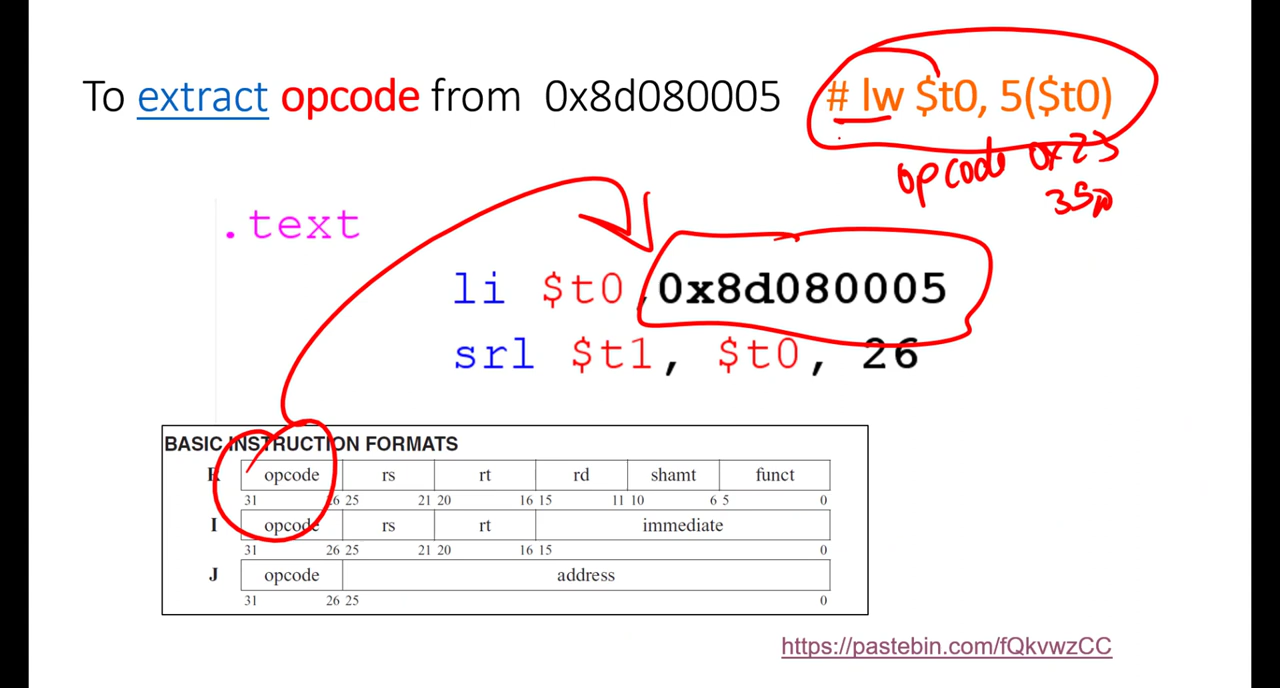 To extract opcode from 0x8d080005 # lw $t0, 5($t0)
opcode 0x23
35
.text
li $t0, 0x8d080005
srl $t1, $t0, 26
BASIC INSTRUCTION FORMATS
R opcode rs rt rd shamt funct
31 26 25 21 20 16 15 11 10 6 5 0
I opcode rs rt immediate
31 26 25 21 20 16 15 0
J opcode address
31 26 25 0
https://pastebin.com/fQkvwzCC